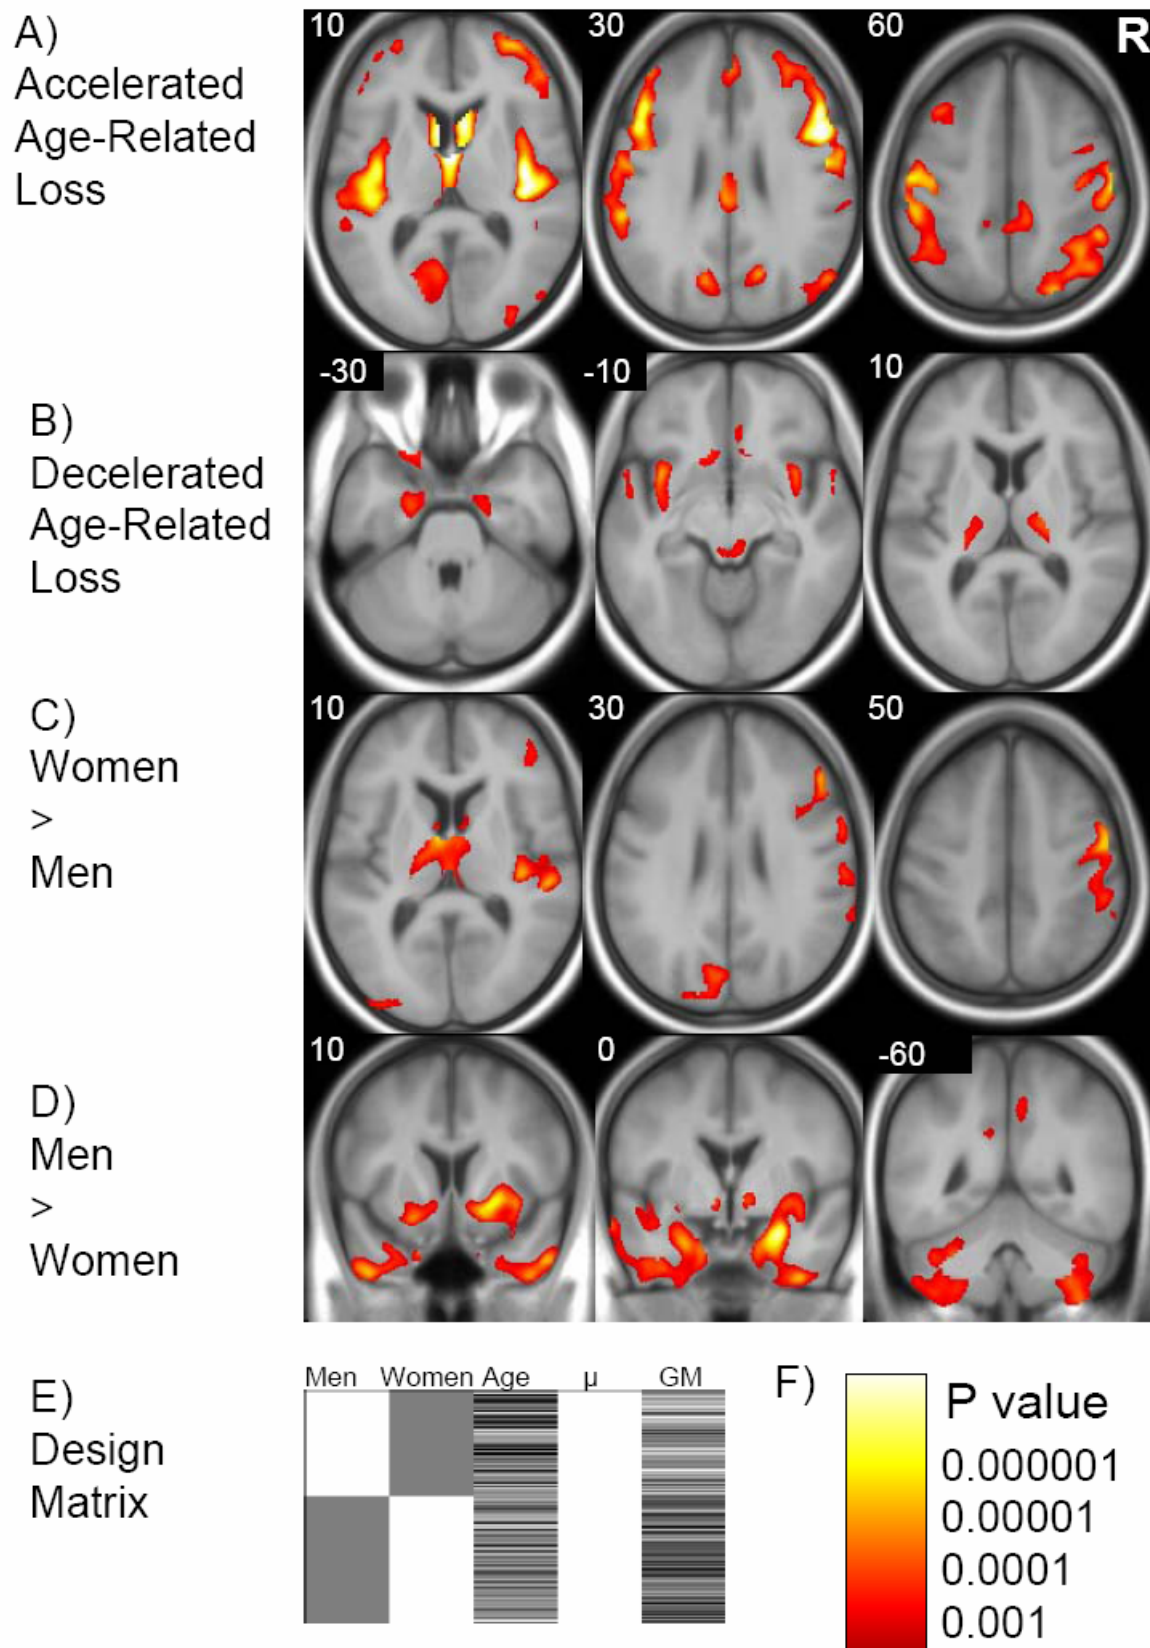 A)
Accelerated
Age-Related
Loss
10
30
60
R
B)
Decelerated
Age-Related
Loss
-30
-10
10
C)
Women
>
Men
10
30
50
D)
Men
>
Women
10
0
-60
E)
Design
Matrix
Men Women Age µ GM
F)
P value
0.000001
0.00001
0.0001
0.001